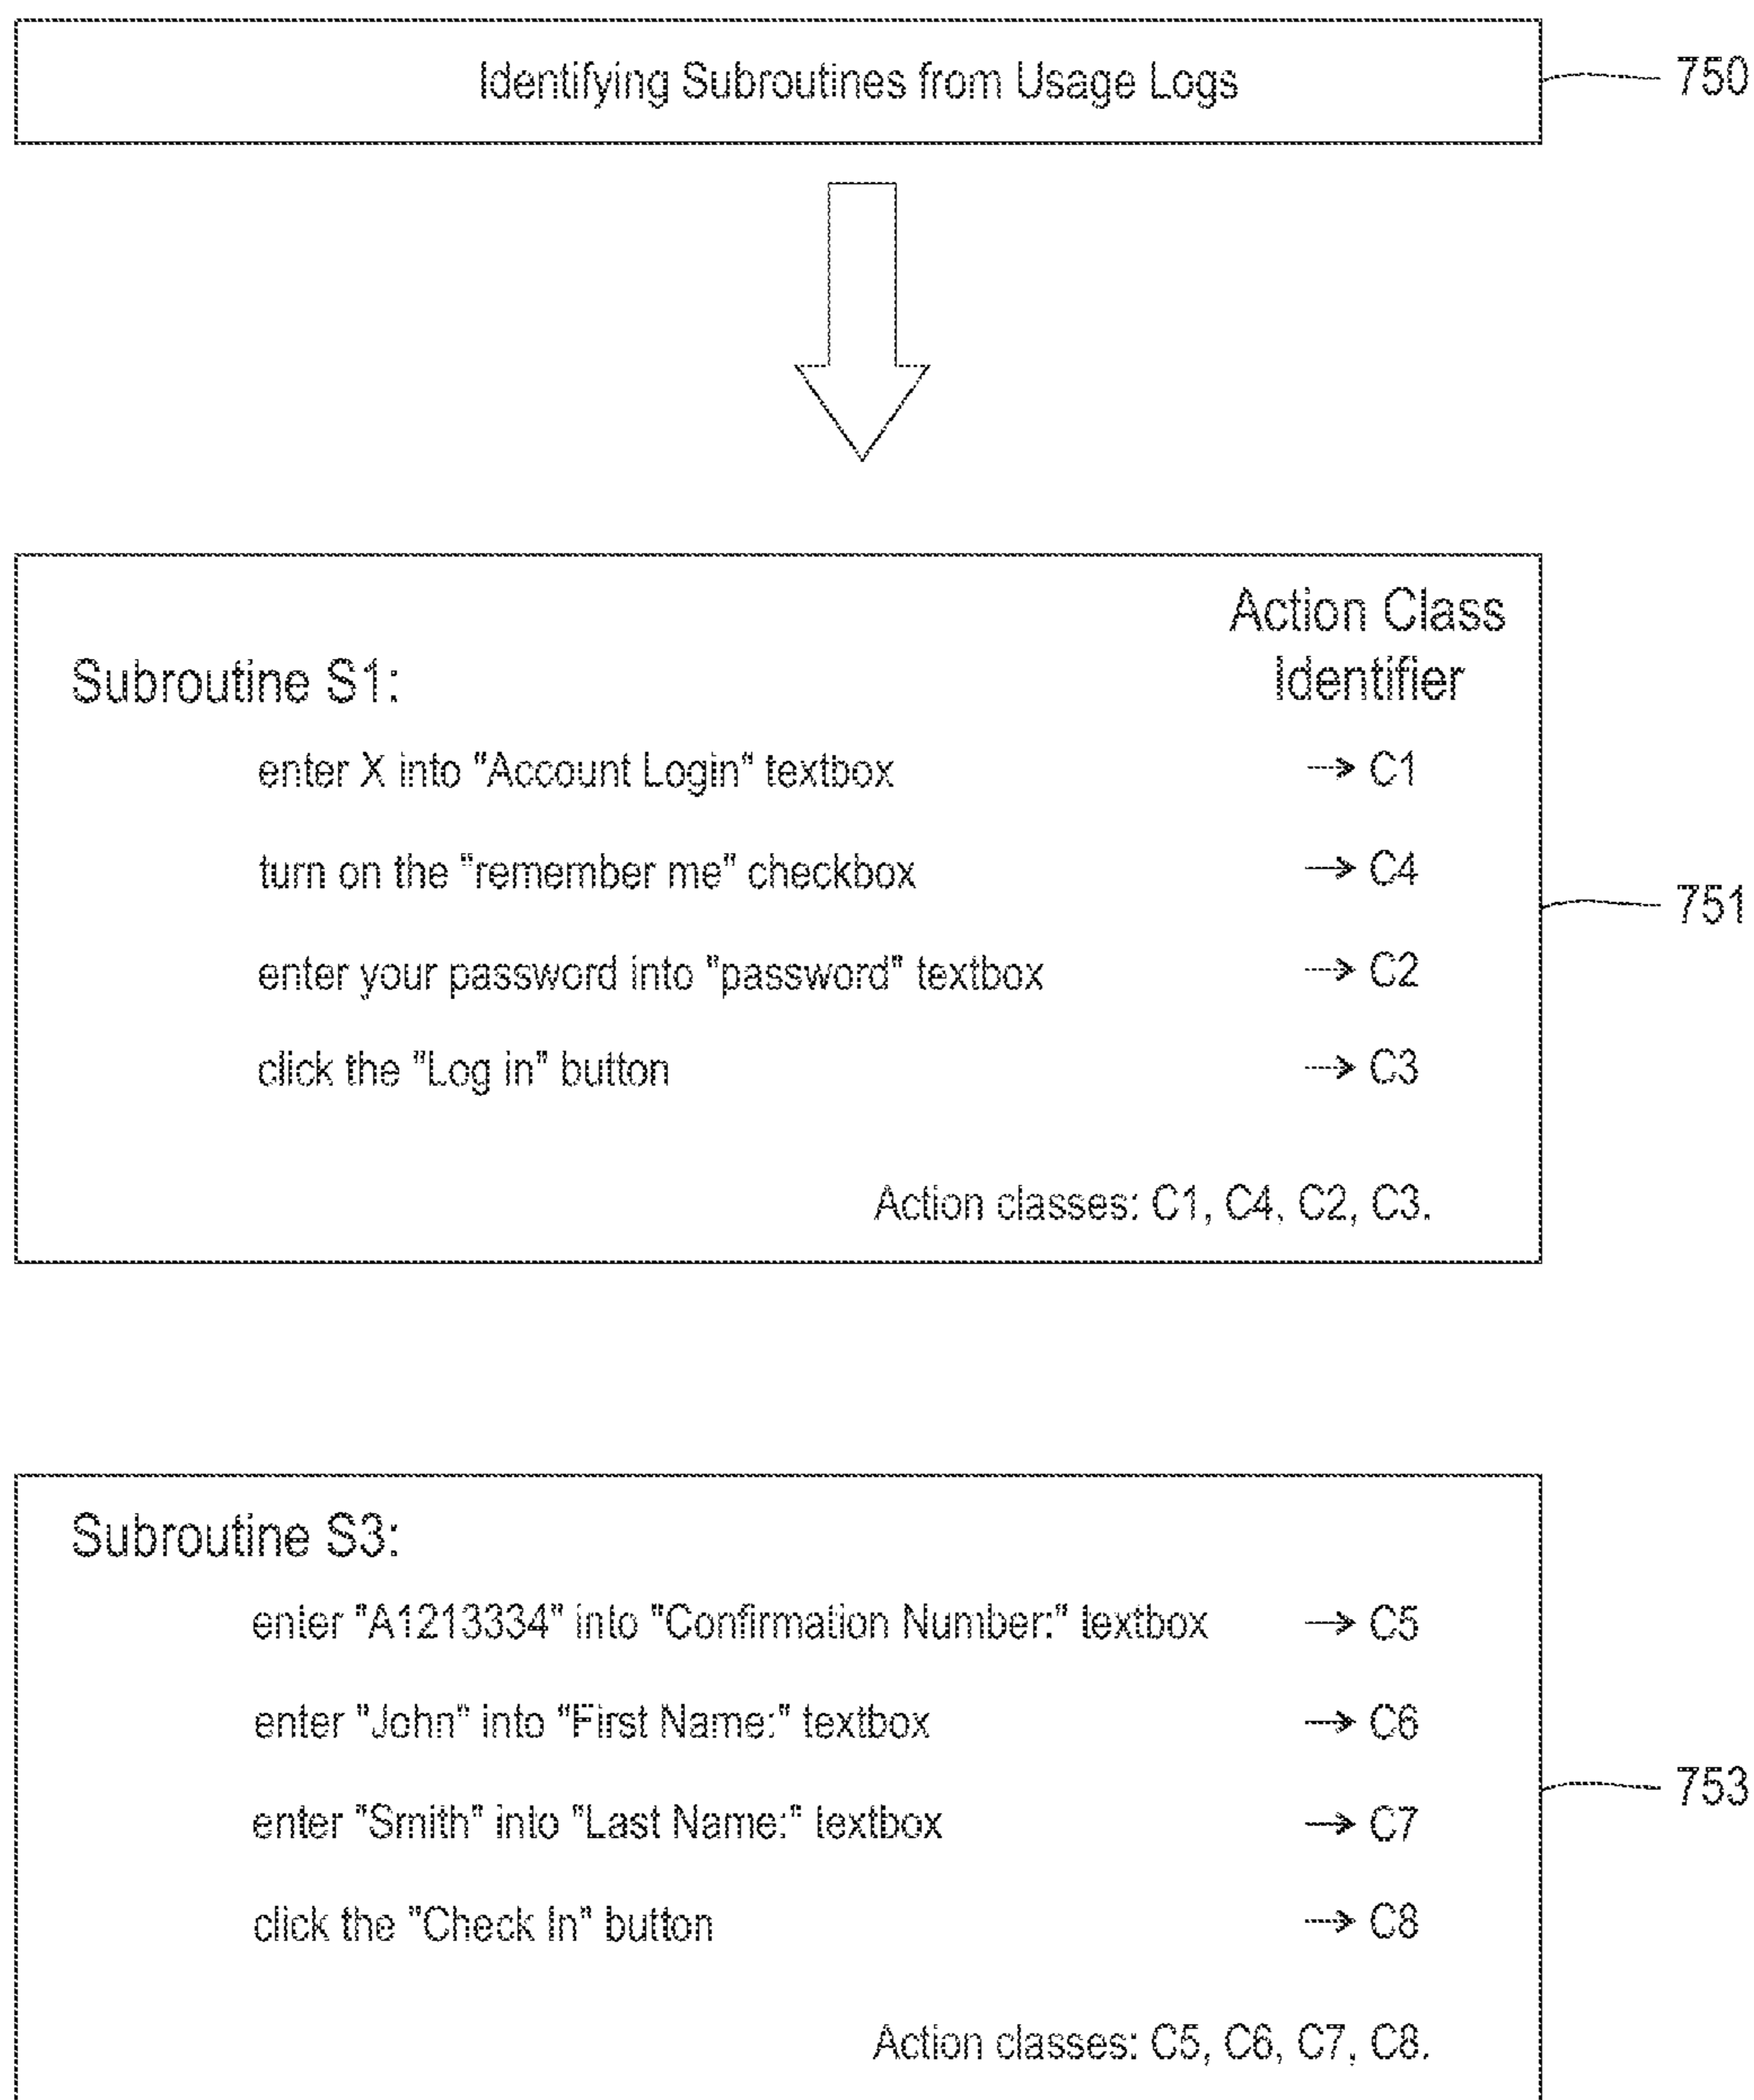 Identifying Subroutines from Usage Logs
750
Action Class
Identifier
Subroutine S1:
enter X into "Account Login" textbox → C1
turn on the "remember me" checkbox → C4
751
enter your password into "password" textbox → C2
click the "Log in" button → C3
Action classes: C1, C4, C2, C3.
Subroutine S3:
enter "A1213334" into "Confirmation Number:" textbox → C5
enter "John" into "First Name:" textbox → C6
753
enter "Smith" into "Last Name:" textbox → C7
click the "Check In" button → C8
Action classes: C5, C6, C7, C8.